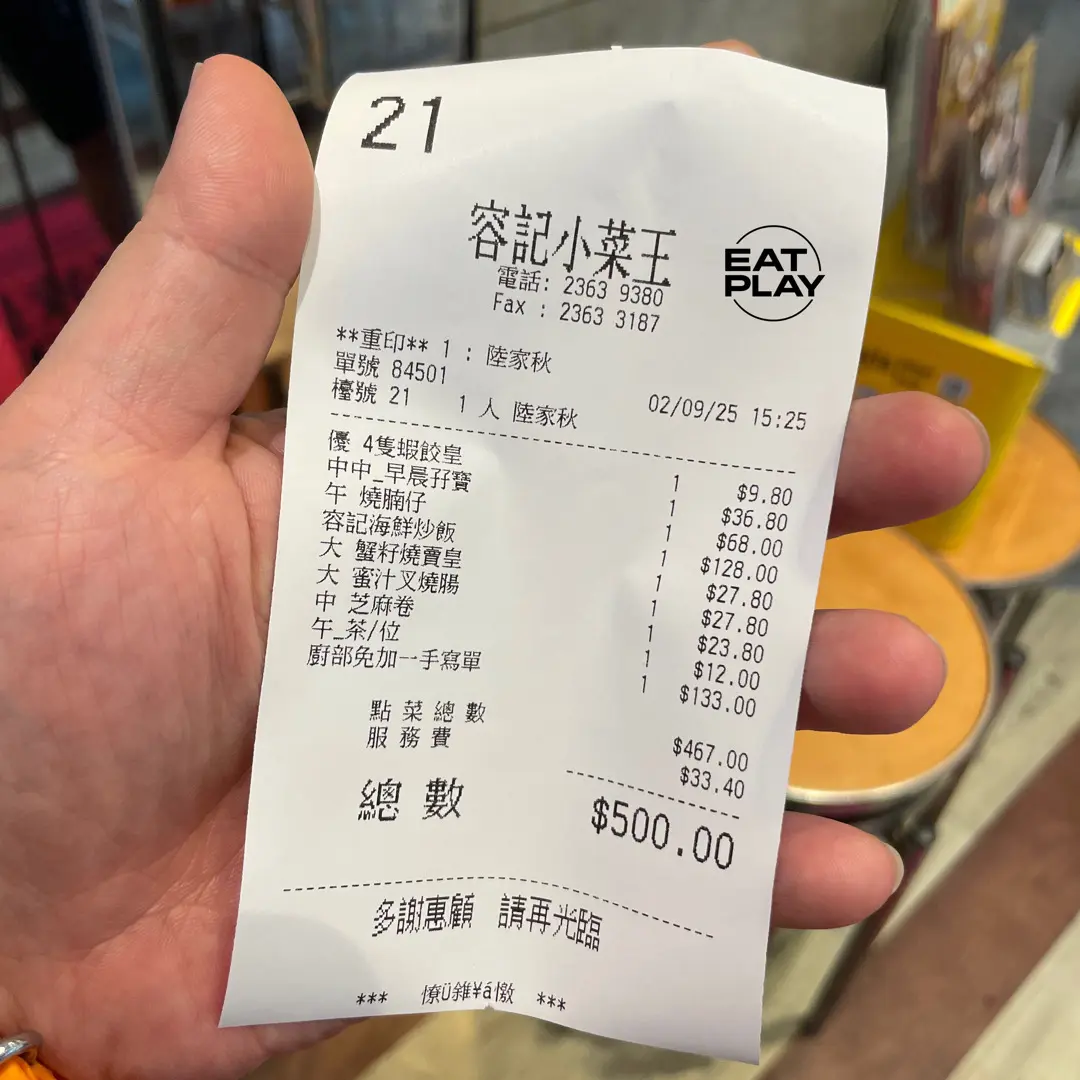 21
容記小菜王
電話: 2363 9380
Fax : 2363 3187
EAT
PLAY
**重印** 1 : 陸家秋
單號 84501
檯號 21 1 人 陸家秋 02/09/25 15:25
優 4隻蝦餃皇 1 $9.80
中中_早晨孖寶 1 $36.80
午 燒腩仔 1 $68.00
容記海鮮炒飯 1 $128.00
大 蟹籽燒賣皇 1 $27.80
大 蜜汁叉燒腸 1 $27.80
中 芝麻卷 1 $23.80
午_茶/位 1 $12.00
廚部免加一手寫單 1 $133.00
點菜總數 $467.00
服務費 $33.40
總數 $500.00
多謝惠顧 請再光臨
*** 憭Ü雜¥á憿 ***